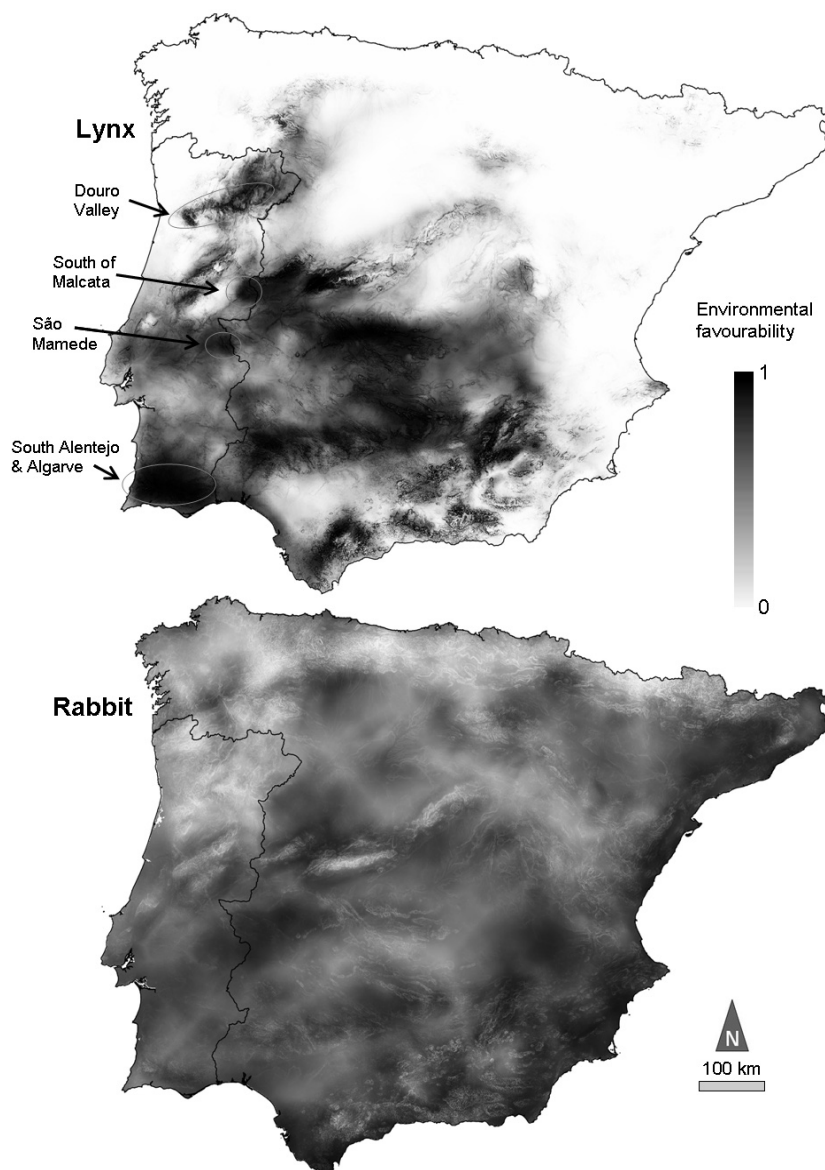 Lynx
Douro
Valley
South of
Malcata
São
Mamede
South Alentejo
& Algarve
Environmental
favourability
1
0
Rabbit
N
100 km